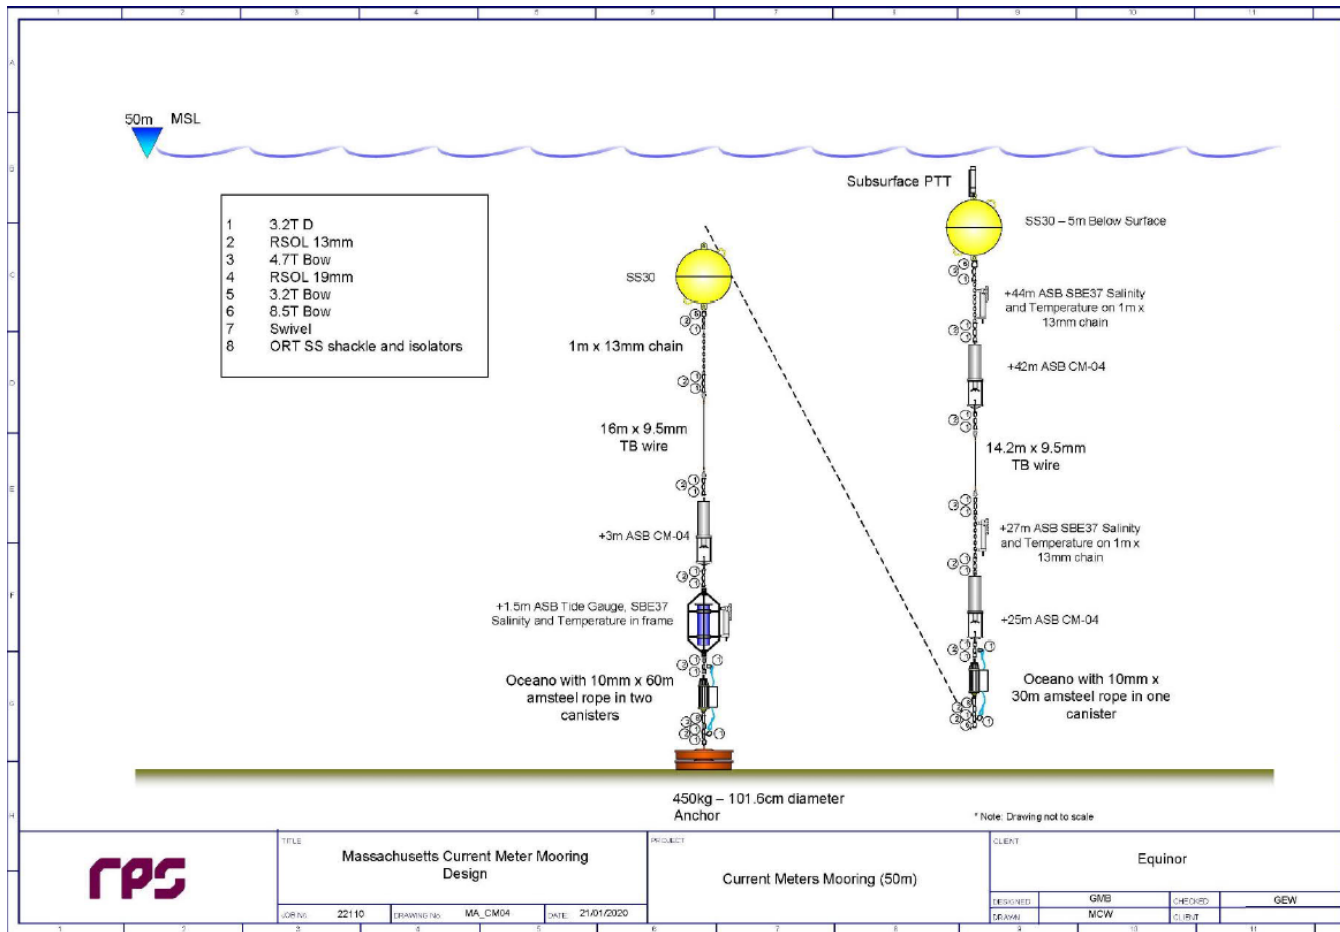 50m MSL
1 3.2T D
2 RSOL 13mm
3 4.7T Bow
4 RSOL 19mm
5 3.2T Bow
6 8.5T Bow
7 Swivel
8 ORT SS shackle and isolators
SS30
1m x 13mm chain
16m x 9.5mm
TB wire
+3m ASB CM-04
+1.5m ASB Tide Gauge, SBE37
Salinity and Temperature in frame
Oceano with 10mm x 60m
amsteel rope in two
canisters
450kg – 101.6cm diameter
Anchor
Subsurface PTT
SS30 – 5m Below Surface
+44m ASB SBE37 Salinity
and Temperature on 1m x
13mm chain
+42m ASB CM-04
14.2m x 9.5mm
TB wire
+27m ASB SBE37 Salinity
and Temperature on 1m x
13mm chain
+25m ASB CM-04
Oceano with 10mm x
30m amsteel rope in one
canister
* Note: Drawing not to scale
rps
TITLE
Massachusetts Current Meter Mooring
Design
JOB No. 22110
DRAWING No. MA_CM04
DATE: 21/01/2020
PROJECT
Current Meters Mooring (50m)
CLIENT
Equinor
DESIGNED GMB CHECKED GEW
DRAWN MCW CLIENT